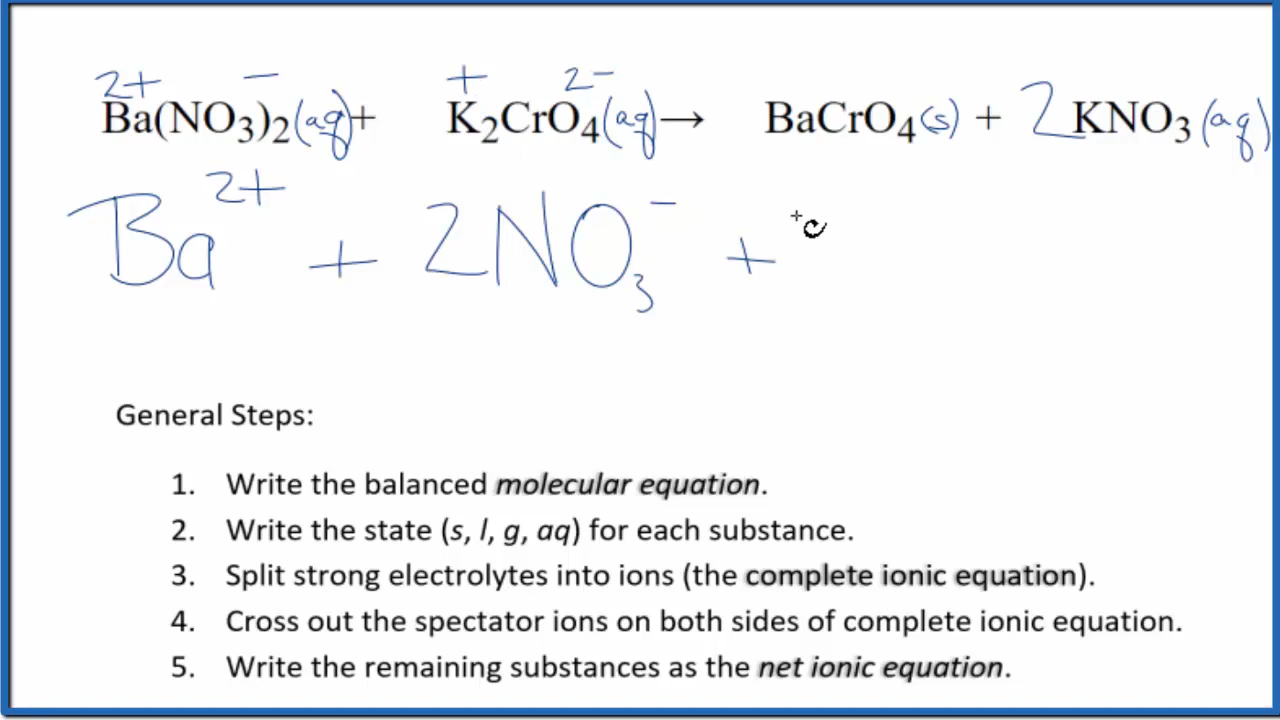 2+ − + 2−
Ba(NO₃)₂(aq) + K₂CrO₄(aq) → BaCrO₄(s) + 2KNO₃(aq)
Ba²⁺ + 2NO₃⁻ +
General Steps:
1. Write the balanced molecular equation.
2. Write the state (s, l, g, aq) for each substance.
3. Split strong electrolytes into ions (the complete ionic equation).
4. Cross out the spectator ions on both sides of complete ionic equation.
5. Write the remaining substances as the net ionic equation.